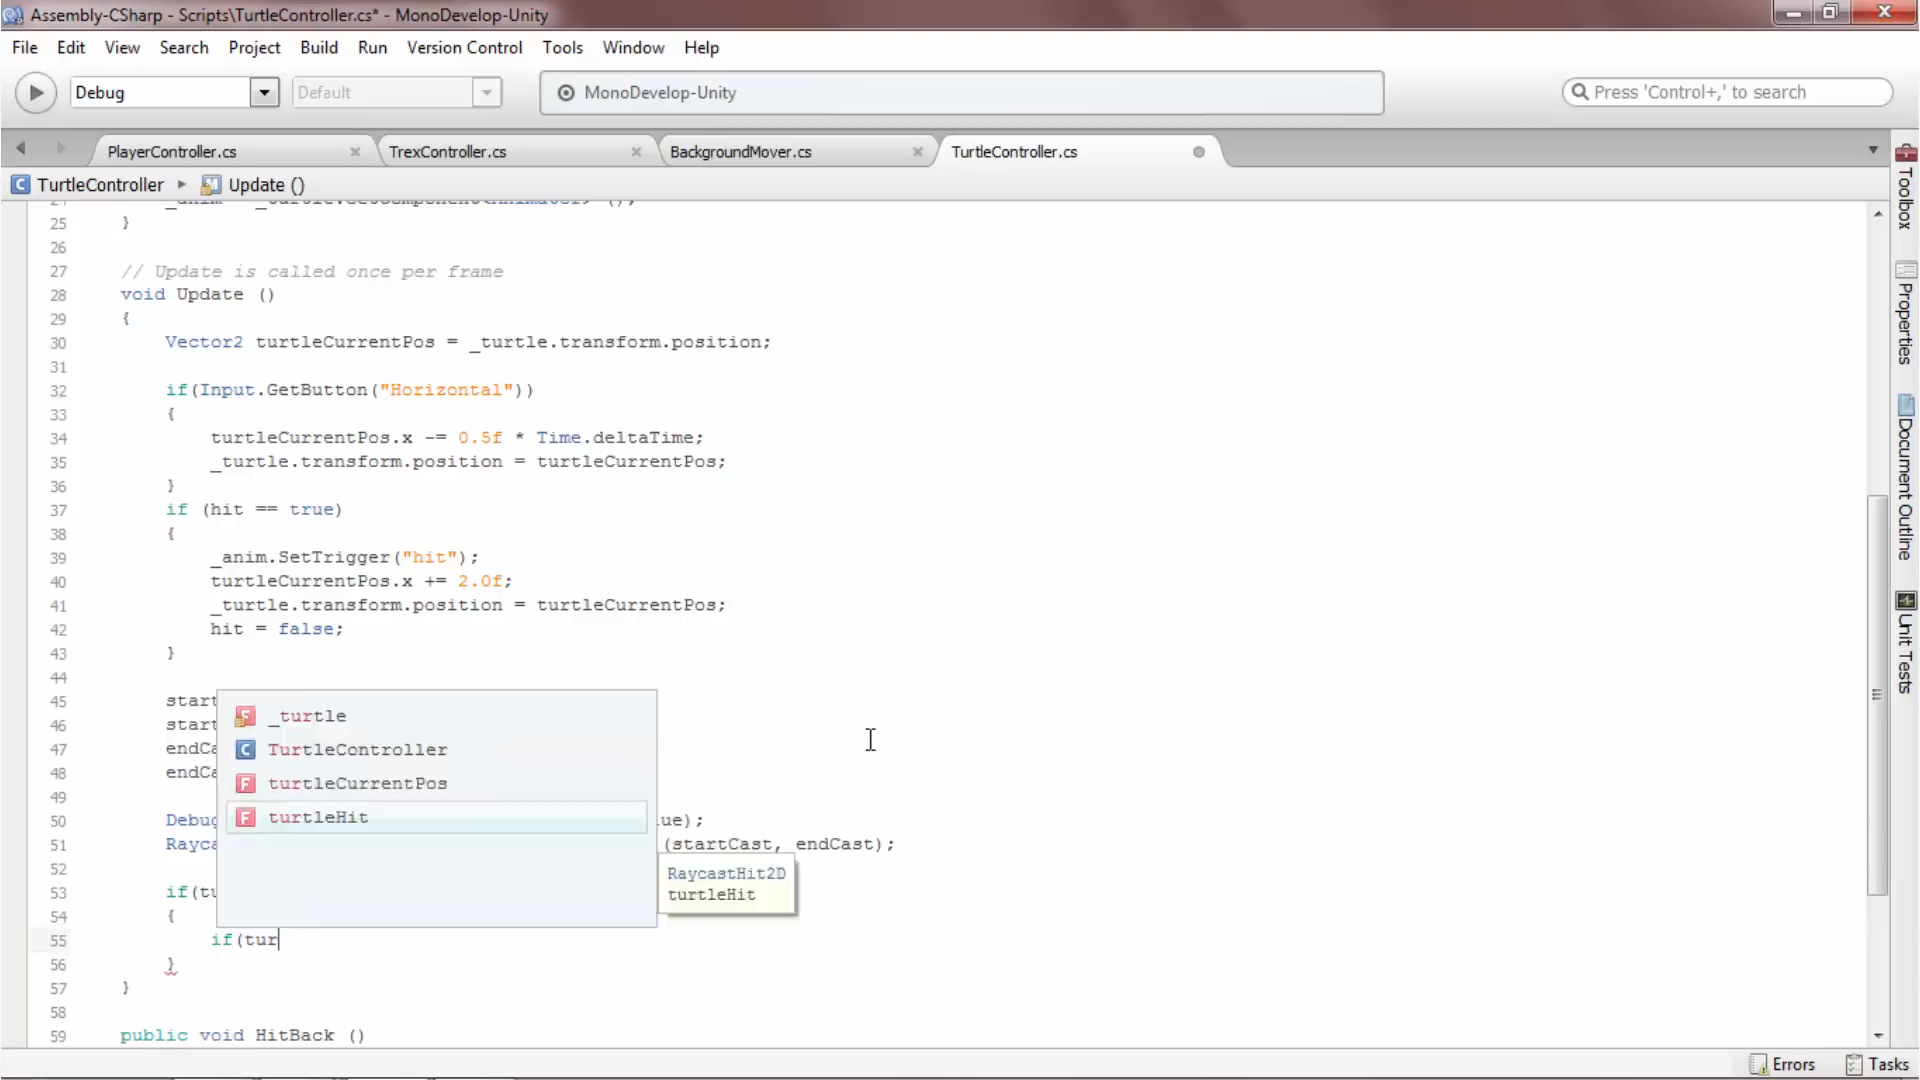 Assembly-CSharp - Scripts\TurtleController.cs* - MonoDevelop-Unity
File Edit View Search Project Build Run Version Control Tools Window Help
Debug Default MonoDevelop-Unity Press 'Control+,' to search
PlayerController.cs TrexController.cs BackgroundMover.cs TurtleController.cs
TurtleController Update ()
25 }
26
27 // Update is called once per frame
28 void Update ()
29 {
30 Vector2 turtleCurrentPos = _turtle.transform.position;
31
32 if(Input.GetButton("Horizontal"))
33 {
34 turtleCurrentPos.x -= 0.5f * Time.deltaTime;
35 _turtle.transform.position = turtleCurrentPos;
36 }
37 if (hit == true)
38 {
39 _anim.SetTrigger("hit");
40 turtleCurrentPos.x += 2.0f;
41 _turtle.transform.position = turtleCurrentPos;
42 hit = false;
43 }
44
45 start
46 start
47 endCa
48 endCa
49
50 Debug ue);
51 Rayca (startCast, endCast);
52
53 if(tu
54 {
55 if(tur
56 }
57 }
58
59 public void HitBack ()
_turtle
TurtleController
turtleCurrentPos
turtleHit
RaycastHit2D
turtleHit
Toolbox
Properties
Document Outline
Unit Tests
Errors Tasks